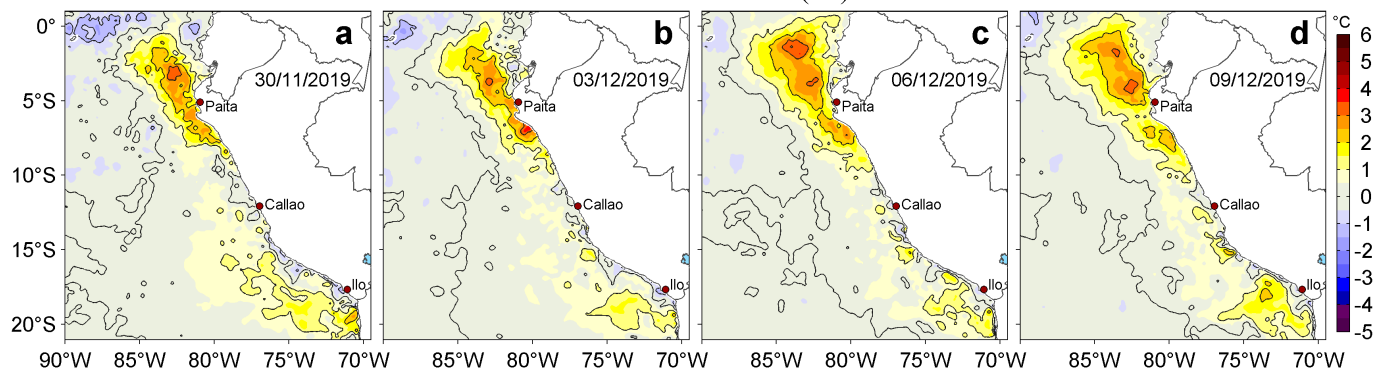 a b c d
30/11/2019 03/12/2019 06/12/2019 09/12/2019
Paita Paita Paita Paita
Callao Callao Callao Callao
Ilo Ilo Ilo Ilo
0°
5°S
10°S
15°S
20°S
90°W 85°W 80°W 75°W 70°W 85°W 80°W 75°W 70°W 85°W 80°W 75°W 70°W 85°W 80°W 75°W 70°W
°C
6
5
4
3
2
1
0
-1
-2
-3
-4
-5